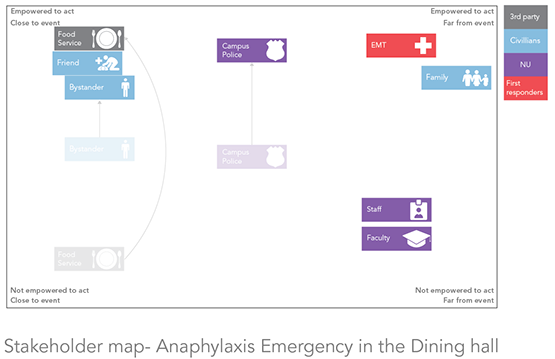 Empowered to act
Close to event
Empowered to act
Far from event
3rd party
Civillians
NU
First
responders
Food
Service
Friend
Bystander
Campus
Police
EMT
Family
Bystander
Campus
Police
Staff
Faculty
Food
Service
Not empowered to act
Close to event
Not empowered to act
Far from event
Stakeholder map- Anaphylaxis Emergency in the Dining hall